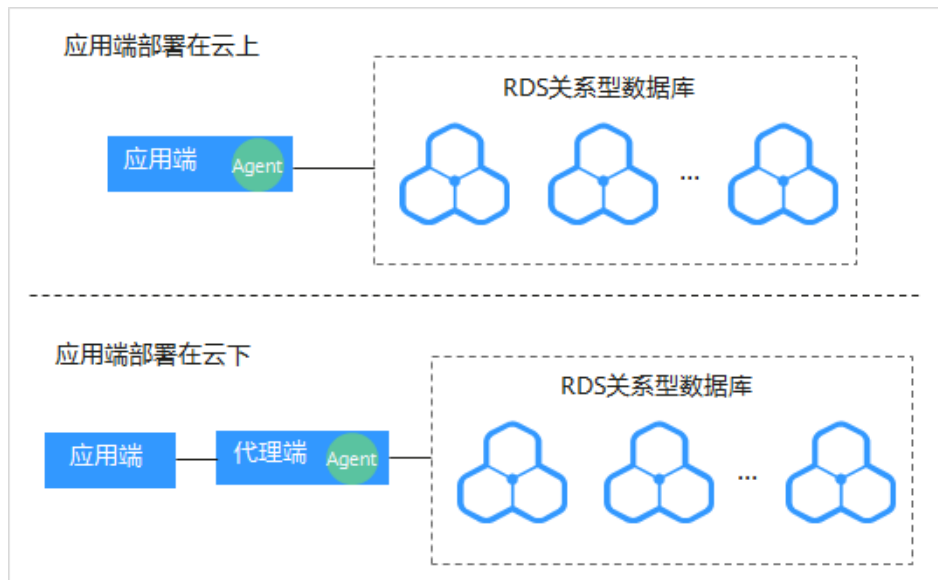 应用端部署在云上
RDS关系型数据库
应用端
Agent
...
应用端部署在云下
RDS关系型数据库
应用端
代理端
Agent
...